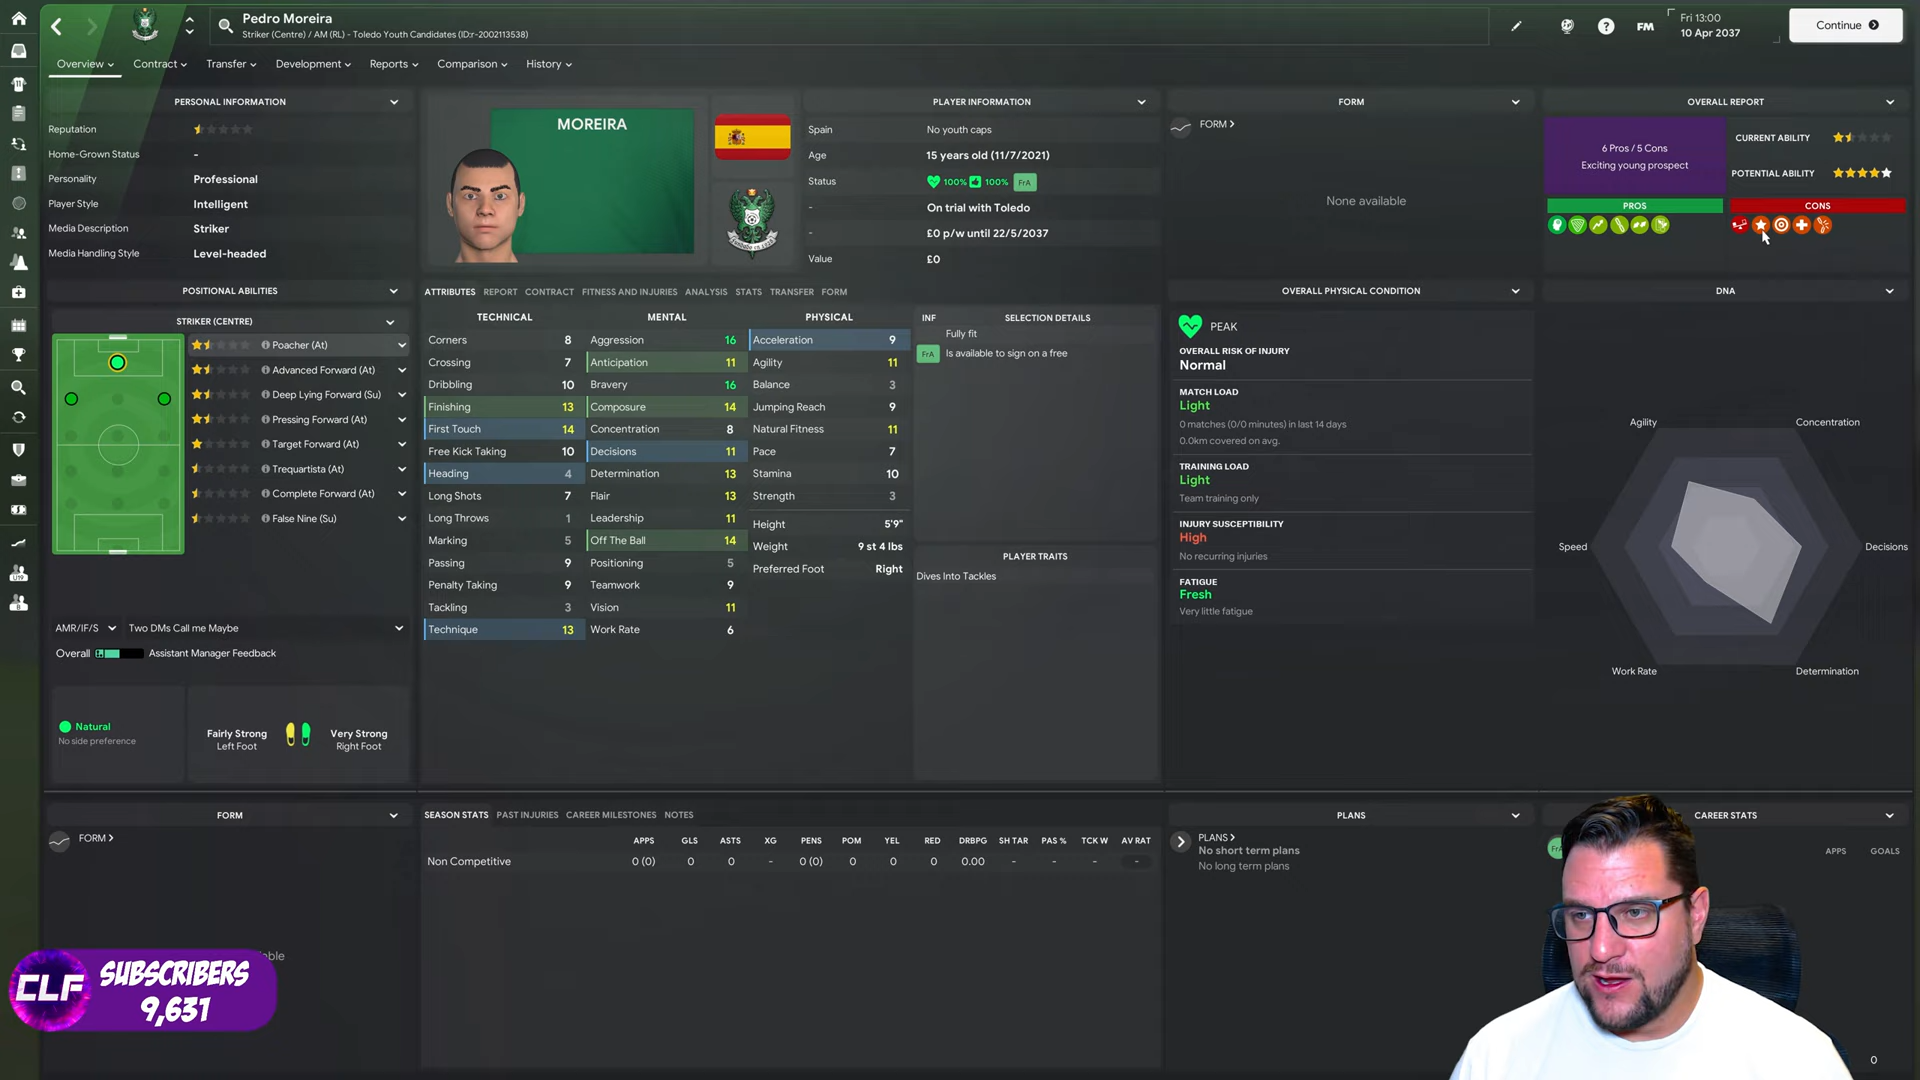 Pedro Moreira
Striker (Centre) / AM (RL) - Toledo Youth Candidates (ID:r-2002113538)
FM
Fri 13:00
10 Apr 2037
Continue
Overview
Contract
Transfer
Development
Reports
Comparison
History
PERSONAL INFORMATION
Reputation
Home-Grown Status -
Personality Professional
Player Style Intelligent
Media Description Striker
Media Handling Style Level-headed
POSITIONAL ABILITIES
STRIKER (CENTRE)
Poacher (At)
Advanced Forward (At)
Deep Lying Forward (Su)
Pressing Forward (At)
Target Forward (At)
Trequartista (At)
Complete Forward (At)
False Nine (Su)
AMR/IF/S Two DMs Call me Maybe
Overall Assistant Manager Feedback
Natural
No side preference
Fairly Strong
Left Foot
Very Strong
Right Foot
MOREIRA
PLAYER INFORMATION
Spain No youth caps
Age 15 years old (11/7/2021)
Status 100% 100% FrA
- On trial with Toledo
- £0 p/w until 22/5/2037
Value £0
ATTRIBUTES REPORT CONTRACT FITNESS AND INJURIES ANALYSIS STATS TRANSFER FORM
TECHNICAL
Corners 8
Crossing 7
Dribbling 10
Finishing 13
First Touch 14
Free Kick Taking 10
Heading 4
Long Shots 7
Long Throws 1
Marking 5
Passing 9
Penalty Taking 9
Tackling 3
Technique 13
MENTAL
Aggression 16
Anticipation 11
Bravery 16
Composure 14
Concentration 8
Decisions 11
Determination 13
Flair 13
Leadership 11
Off The Ball 14
Positioning 5
Teamwork 9
Vision 11
Work Rate 6
PHYSICAL
Acceleration 9
Agility 11
Balance 3
Jumping Reach 9
Natural Fitness 11
Pace 7
Stamina 10
Strength 3
Height 5'9"
Weight 9 st 4 lbs
Preferred Foot Right
INF SELECTION DETAILS
Fully fit
FrA Is available to sign on a free
PLAYER TRAITS
Dives Into Tackles
FORM
FORM
None available
OVERALL PHYSICAL CONDITION
PEAK
OVERALL RISK OF INJURY
Normal
MATCH LOAD
Light
0 matches (0/0 minutes) in last 14 days
0.0km covered on avg.
TRAINING LOAD
Light
Team training only
INJURY SUSCEPTIBILITY
High
No recurring injuries
FATIGUE
Fresh
Very little fatigue
OVERALL REPORT
6 Pros / 5 Cons
Exciting young prospect
CURRENT ABILITY
POTENTIAL ABILITY
PROS
CONS
DNA
Agility
Concentration
Speed
Decisions
Work Rate
Determination
FORM
FORM
SEASON STATS PAST INJURIES CAREER MILESTONES NOTES
APPS GLS ASTS XG PENS POM YEL RED DRBPG SH TAR PAS % TCK W AV RAT
Non Competitive 0 (0) 0 0 - 0 (0) 0 0 0 0.00 - - - -
PLANS
PLANS
No short term plans
No long term plans
CAREER STATS
APPS GOALS
0
CLF
SUBSCRIBERS
9,631
U19
B